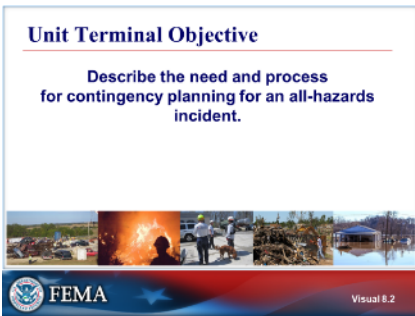 Unit Terminal Objective
Describe the need and process
for contingency planning for an all-hazards
incident.
FEMA
Visual 8.2